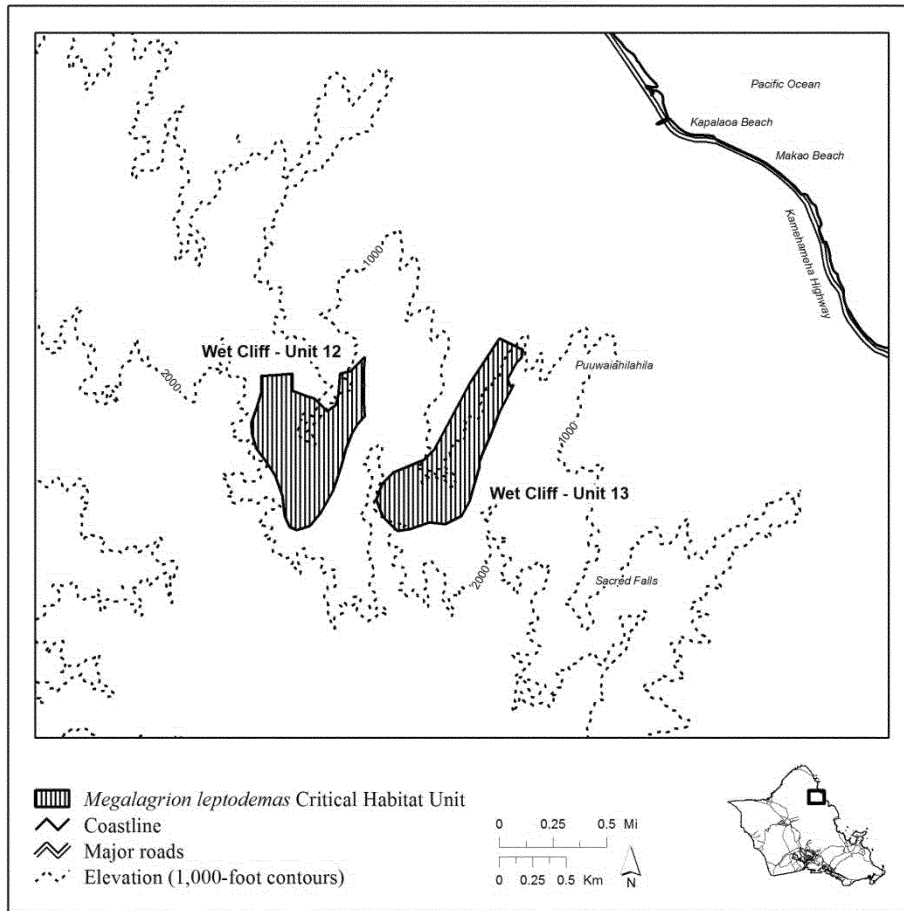 Pacific Ocean
Kapalaoa Beach
Makao Beach
Kamehameha Highway
1000
Wet Cliff - Unit 12
2000
Puuwaiahilahila
1000
Wet Cliff - Unit 13
2000
Sacred Falls
Megalagrion leptodemas Critical Habitat Unit
Coastline
Major roads
Elevation (1,000-foot contours)
0 0.25 0.5 Mi
0 0.25 0.5 Km
N